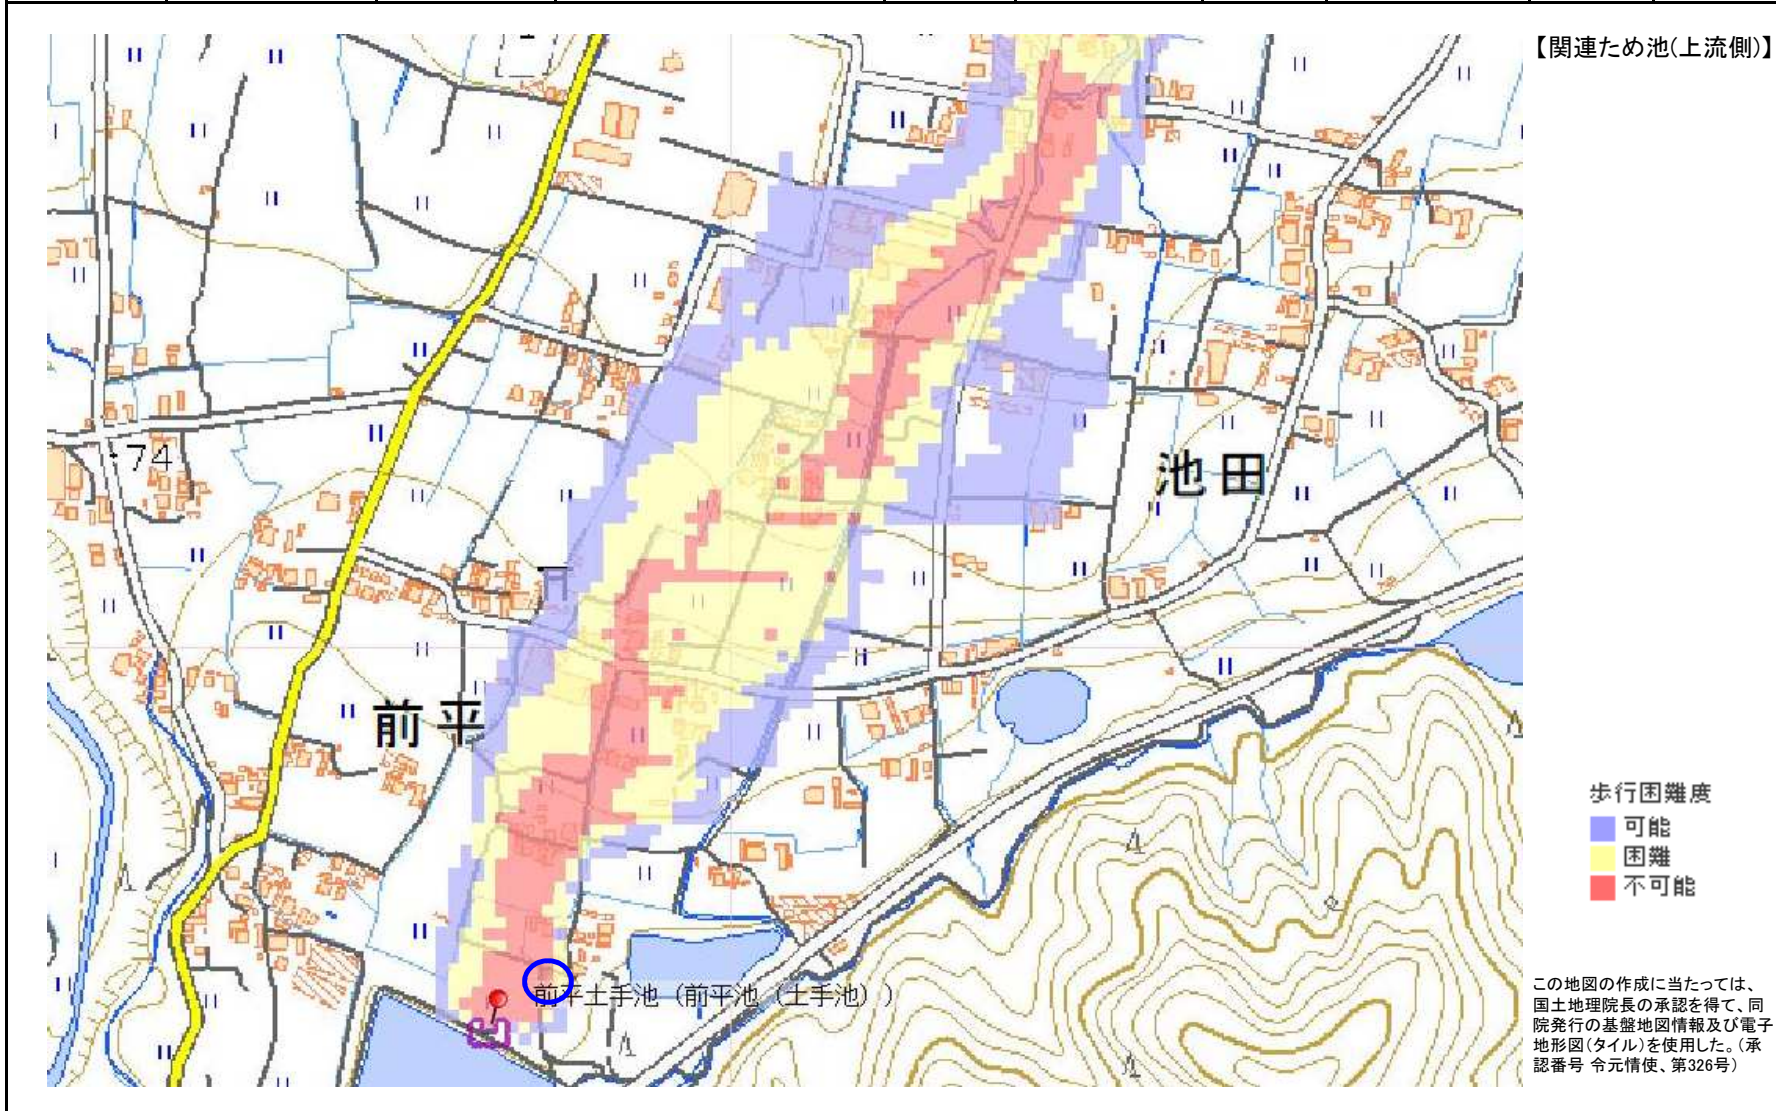 【関連ため池(上流側)】
74
池田
前平
歩行困難度
可能
困難
不可能
前平土手池（前平池（土手池））
この地図の作成に当たっては、
国土地理院長の承認を得て、同
院発行の基盤地図情報及び電子
地形図(タイル)を使用した。(承
認番号 令元情使、第326号)